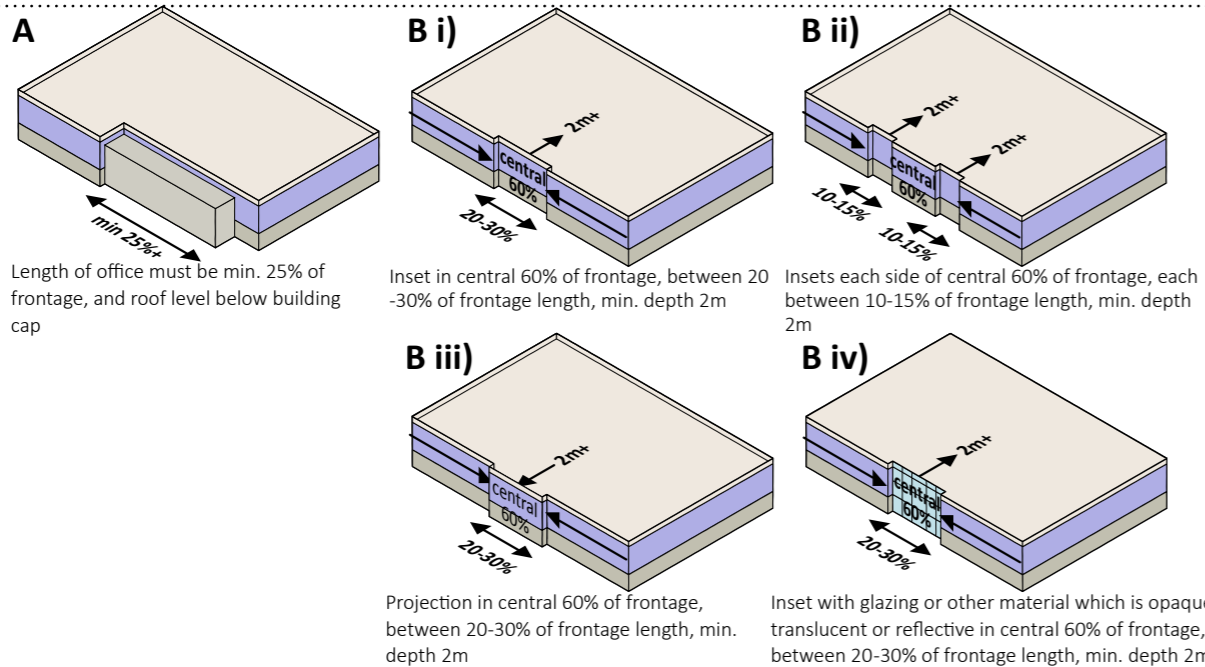 A
min 25%+
Length of office must be min. 25% of
frontage, and roof level below building
cap
B i)
2m+
central
60%
20-30%
Inset in central 60% of frontage, between 20
-30% of frontage length, min. depth 2m
B ii)
2m+
2m+
central
60%
10-15%
10-15%
Insets each side of central 60% of frontage, each
between 10-15% of frontage length, min. depth
2m
B iii)
2m+
central
60%
20-30%
Projection in central 60% of frontage,
between 20-30% of frontage length, min.
depth 2m
B iv)
2m+
central
60%
20-30%
Inset with glazing or other material which is opaque
translucent or reflective in central 60% of frontage,
between 20-30% of frontage length, min. depth 2m